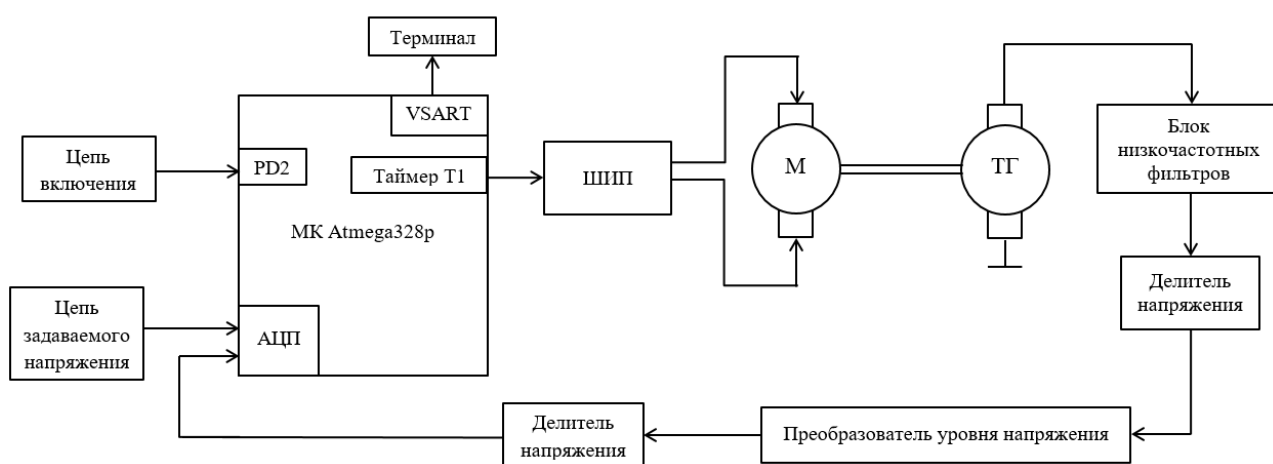 Терминал
VSART
Цепь
включения
PD2
Таймер Т1
ШИП
М
ТГ
Блок
низкочастотных
фильтров
МК Atmega328p
Делитель
напряжения
Цепь
задаваемого
напряжения
АЦП
Делитель
напряжения
Преобразователь уровня напряжения